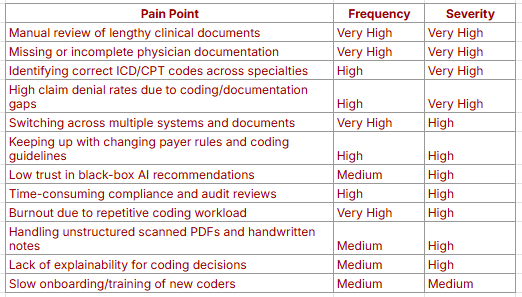 Pain Point Frequency Severity
Manual review of lengthy clinical documents Very High Very High
Missing or incomplete physician documentation Very High Very High
Identifying correct ICD/CPT codes across specialties High Very High
High claim denial rates due to coding/documentation
gaps High Very High
Switching across multiple systems and documents Very High High
Keeping up with changing payer rules and coding
guidelines High High
Low trust in black-box AI recommendations Medium High
Time-consuming compliance and audit reviews High High
Burnout due to repetitive coding workload Very High High
Handling unstructured scanned PDFs and handwritten
notes Medium High
Lack of explainability for coding decisions Medium High
Slow onboarding/training of new coders Medium Medium